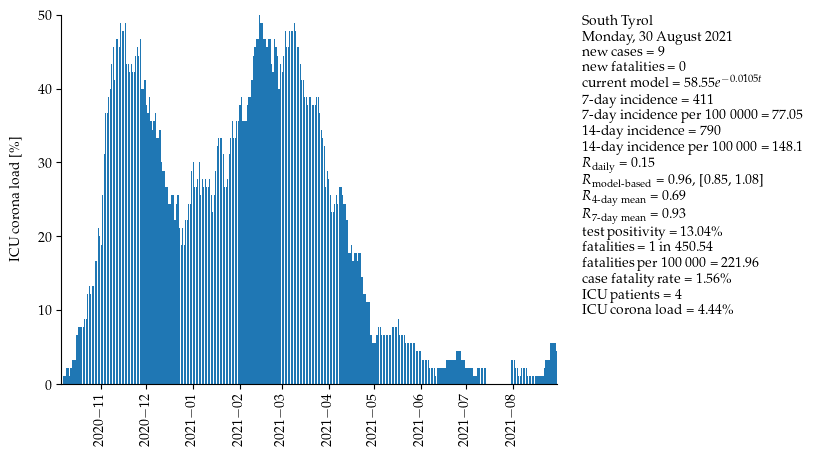 South Tyrol
Monday, 30 August 2021
new cases = 9
new fatalities = 0
current model = 58.55e^{−0.0105t}
7-day incidence = 411
7-day incidence per 100 0000 = 77.05
14-day incidence = 790
14-day incidence per 100 000 = 148.1
R_daily = 0.15
R_model-based = 0.96, [0.85, 1.08]
R_4-day mean = 0.69
R_7-day mean = 0.93
test positivity = 13.04%
fatalities = 1 in 450.54
fatalities per 100 000 = 221.96
case fatality rate = 1.56%
ICU patients = 4
ICU corona load = 4.44%
ICU corona load [%]
50
40
30
20
10
0
2020−11
2020−12
2021−01
2021−02
2021−03
2021−04
2021−05
2021−06
2021−07
2021−08